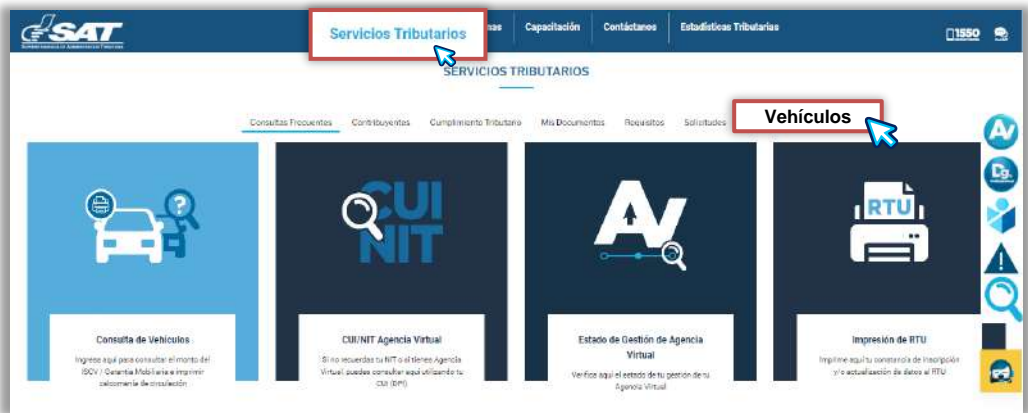 SAT
Servicios Tributarios
Capacitación
Contáctanos
Estadísticas Tributarias
1550
SERVICIOS TRIBUTARIOS
Consultas Frecuentes
Contribuyentes
Cumplimiento Tributario
Mis Documentos
Requisitos
Solicitudes
Vehículos
CUI
NIT
Av
RTU
Av
Dg.
Consulta de Vehículos
Ingrese aquí para consultar el monto del
ISCV / Garantía Mobiliaria e imprimir
calcomanía de circulación
CUI/NIT Agencia Virtual
Si no recuerdas tu NIT o si tienes Agencia
Virtual, puedes consultar aquí utilizando tu
CUI (DPI)
Estado de Gestión de Agencia
Virtual
Verifica aquí el estado de tu gestión de tu
Agencia Virtual
Impresión de RTU
Imprime aquí tu constancia de inscripción
y/o actualización de datos al RTU